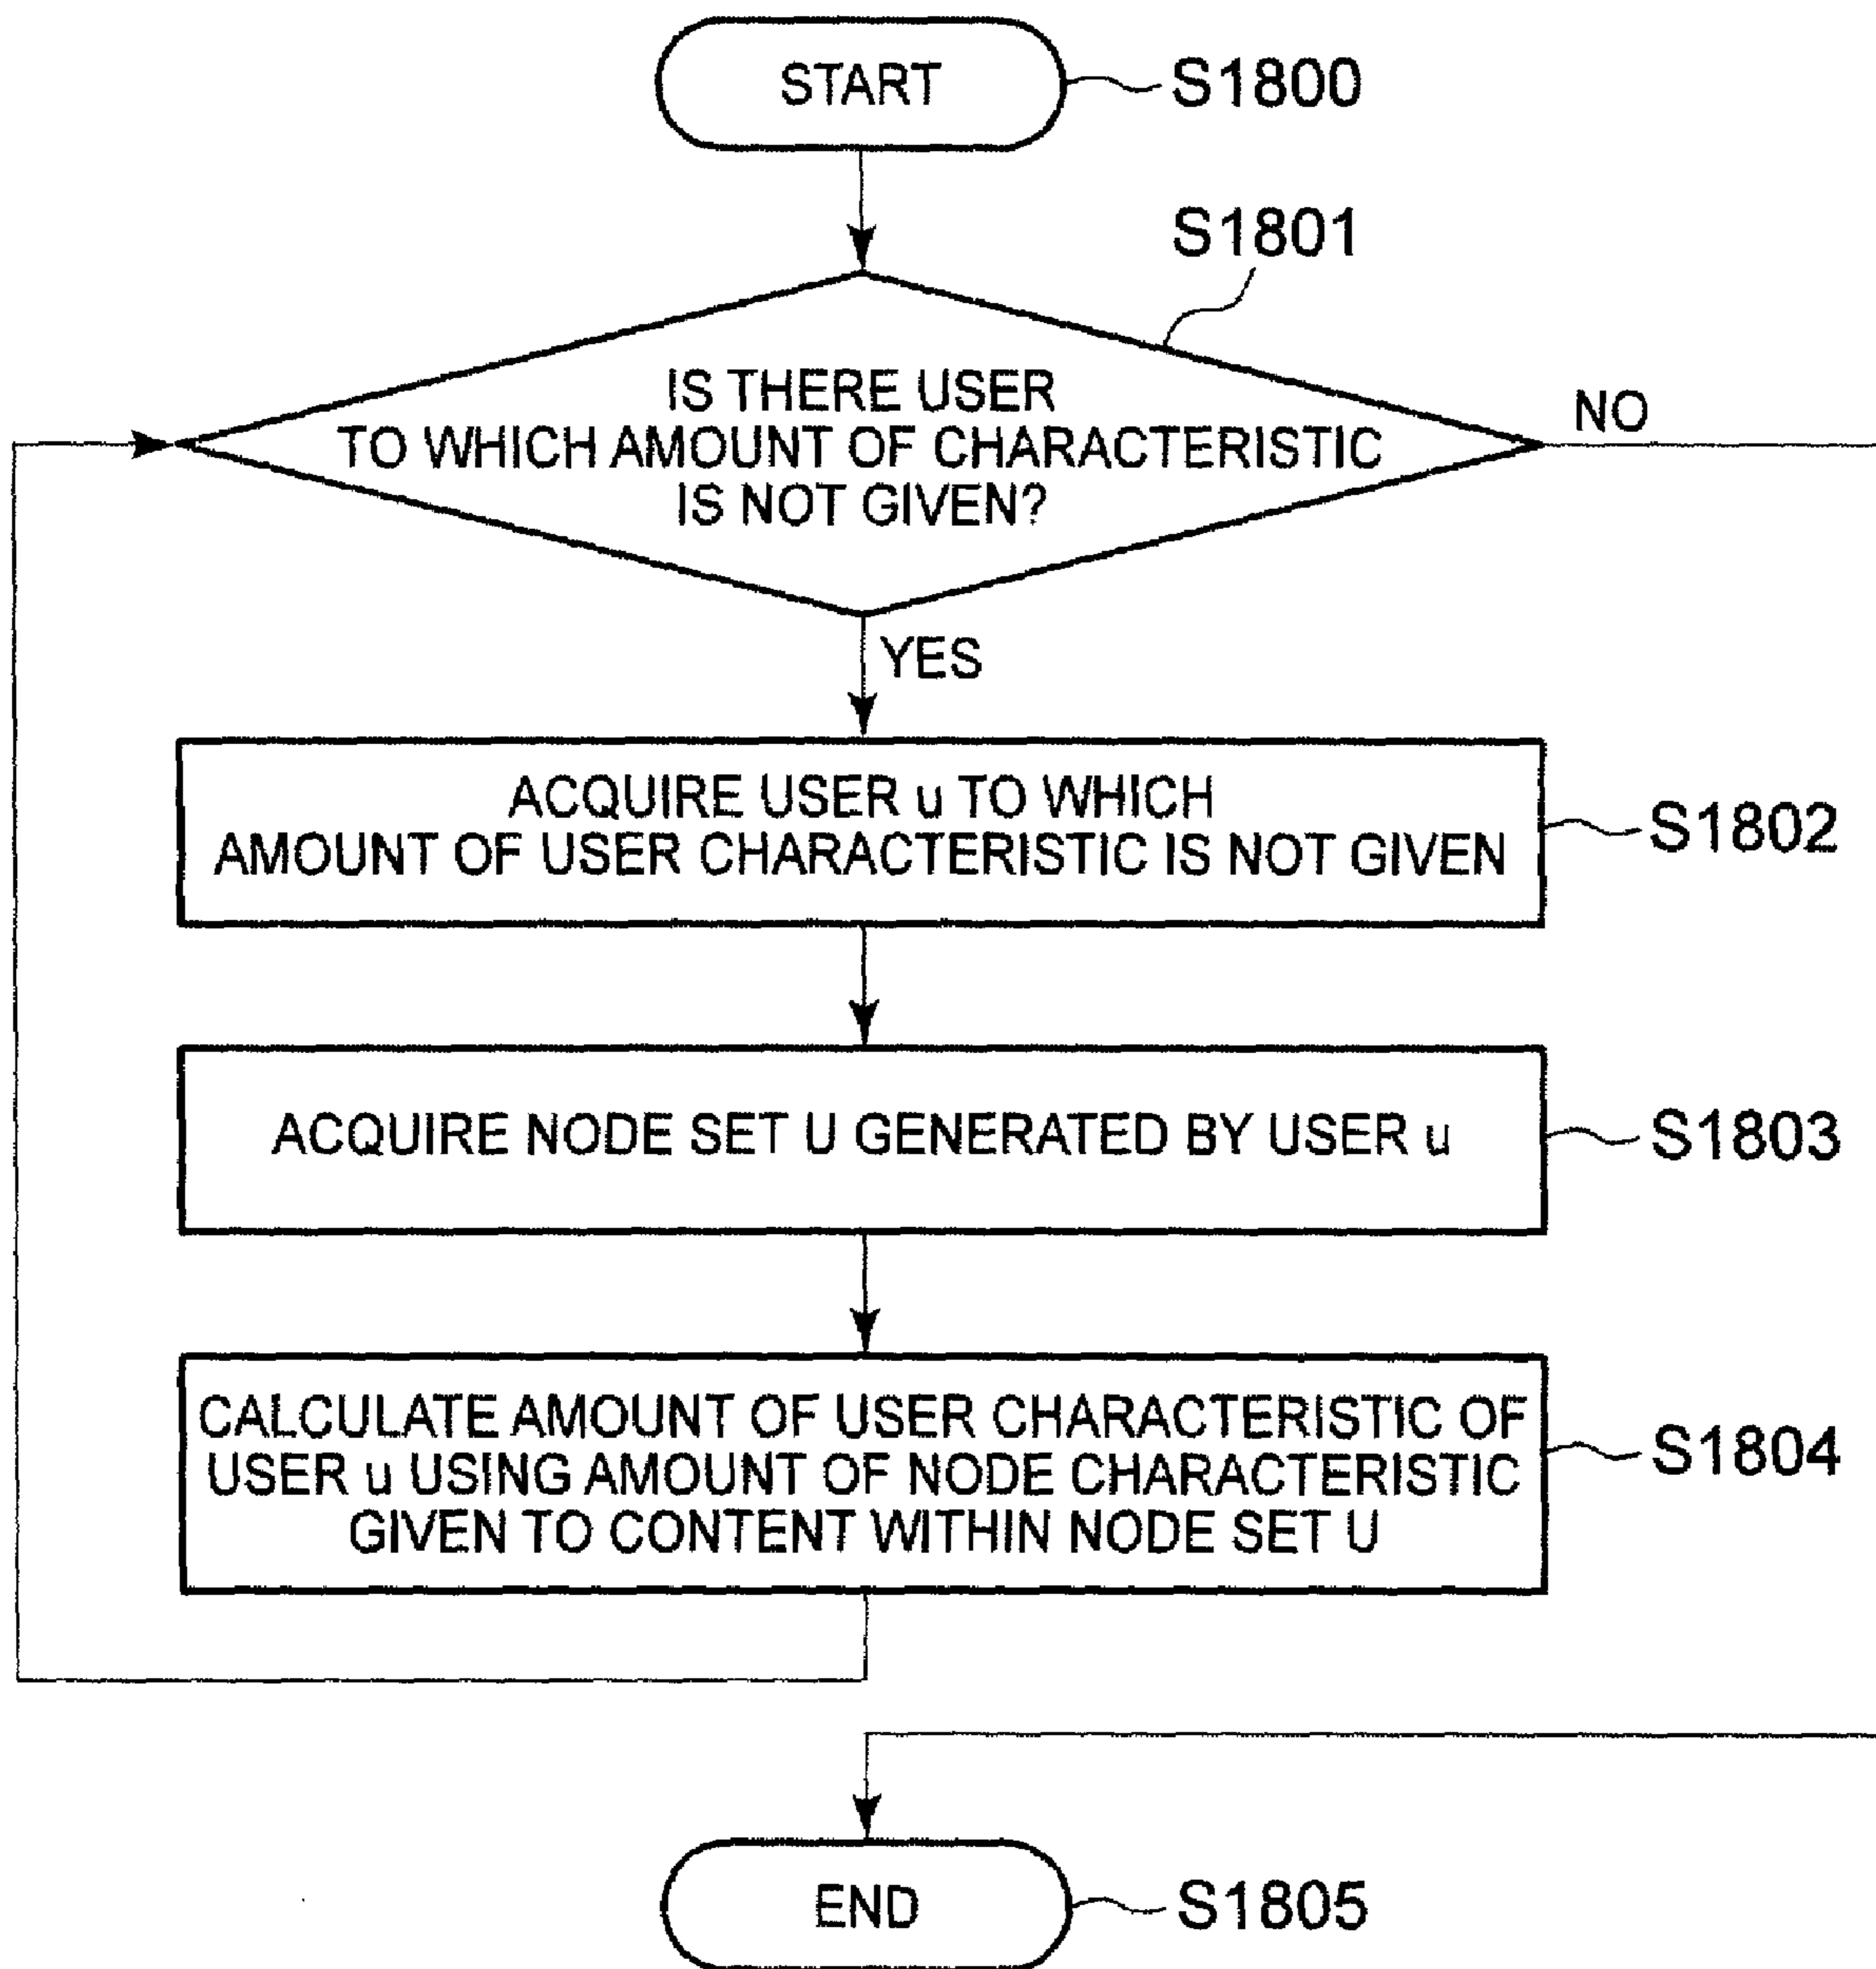 START
S1800
S1801
IS THERE USER
TO WHICH AMOUNT OF CHARACTERISTIC
IS NOT GIVEN?
NO
YES
ACQUIRE USER u TO WHICH
AMOUNT OF USER CHARACTERISTIC IS NOT GIVEN
S1802
ACQUIRE NODE SET U GENERATED BY USER u
S1803
CALCULATE AMOUNT OF USER CHARACTERISTIC OF
USER u USING AMOUNT OF NODE CHARACTERISTIC
GIVEN TO CONTENT WITHIN NODE SET U
S1804
END
S1805